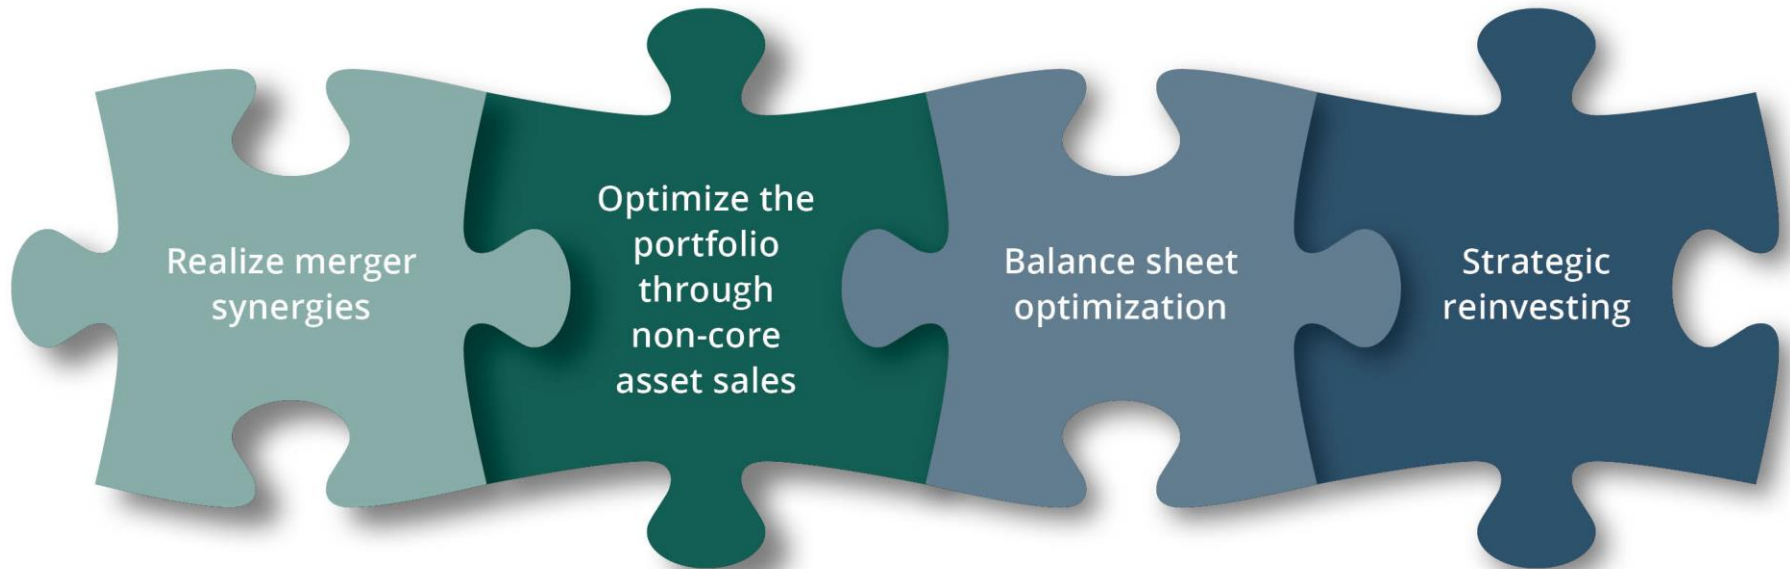 Realize merger
synergies
Optimize the
portfolio
through
non-core
asset sales
Balance sheet
optimization
Strategic
reinvesting